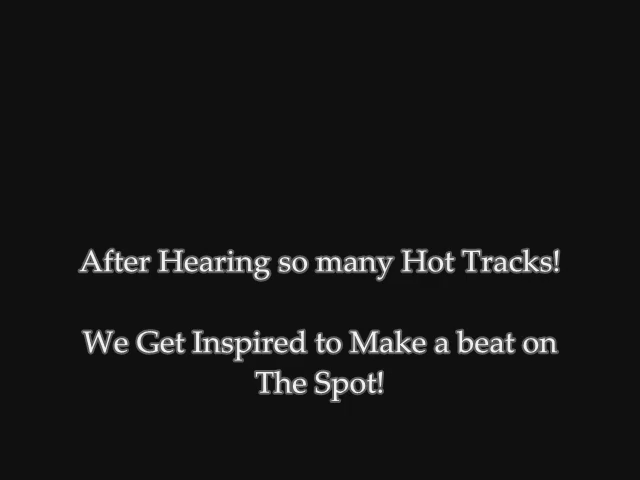 After Hearing so many Hot Tracks!
We Get Inspired to Make a beat on
The Spot!